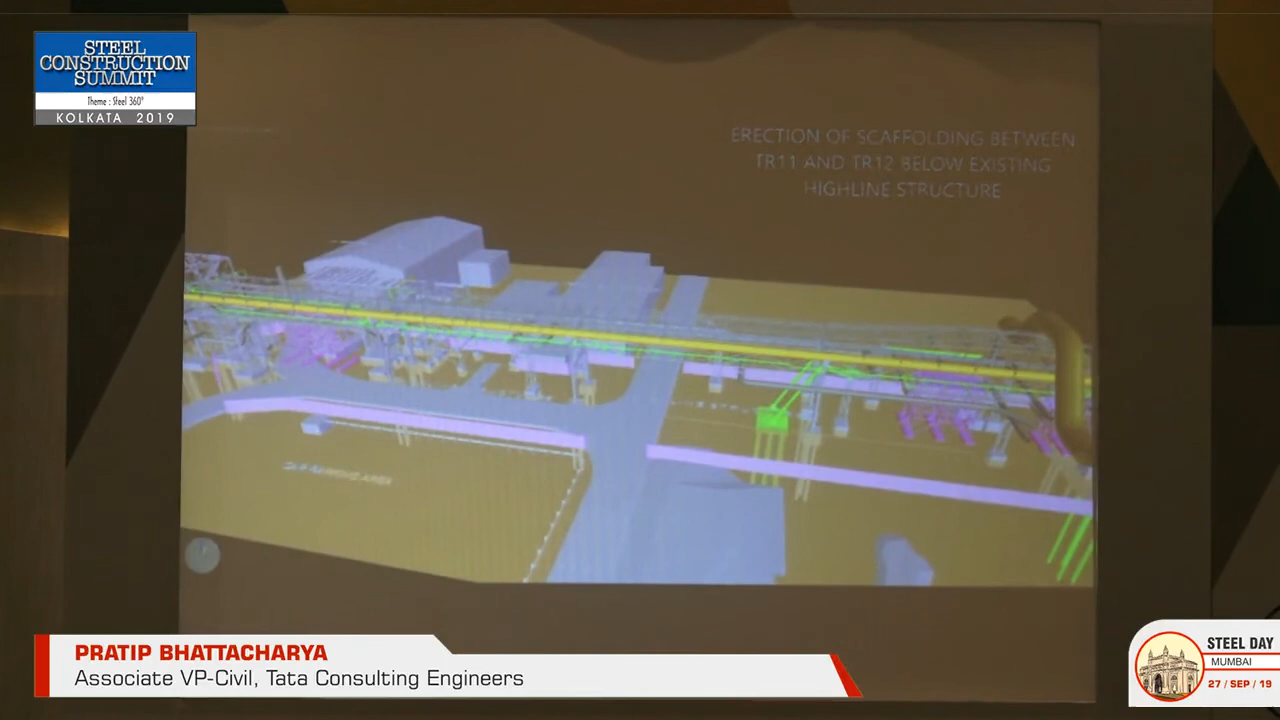 STEEL
CONSTRUCTION
SUMMIT
Theme : Steel 360°
KOLKATA 2019
ERECTION OF SCAFFOLDING BETWEEN
TR11 AND TR12 BELOW EXISTING
HIGHLINE STRUCTURE
AREA
PRATIP BHATTACHARYA
Associate VP-Civil, Tata Consulting Engineers
STEEL DAY
MUMBAI
27 / SEP / 19